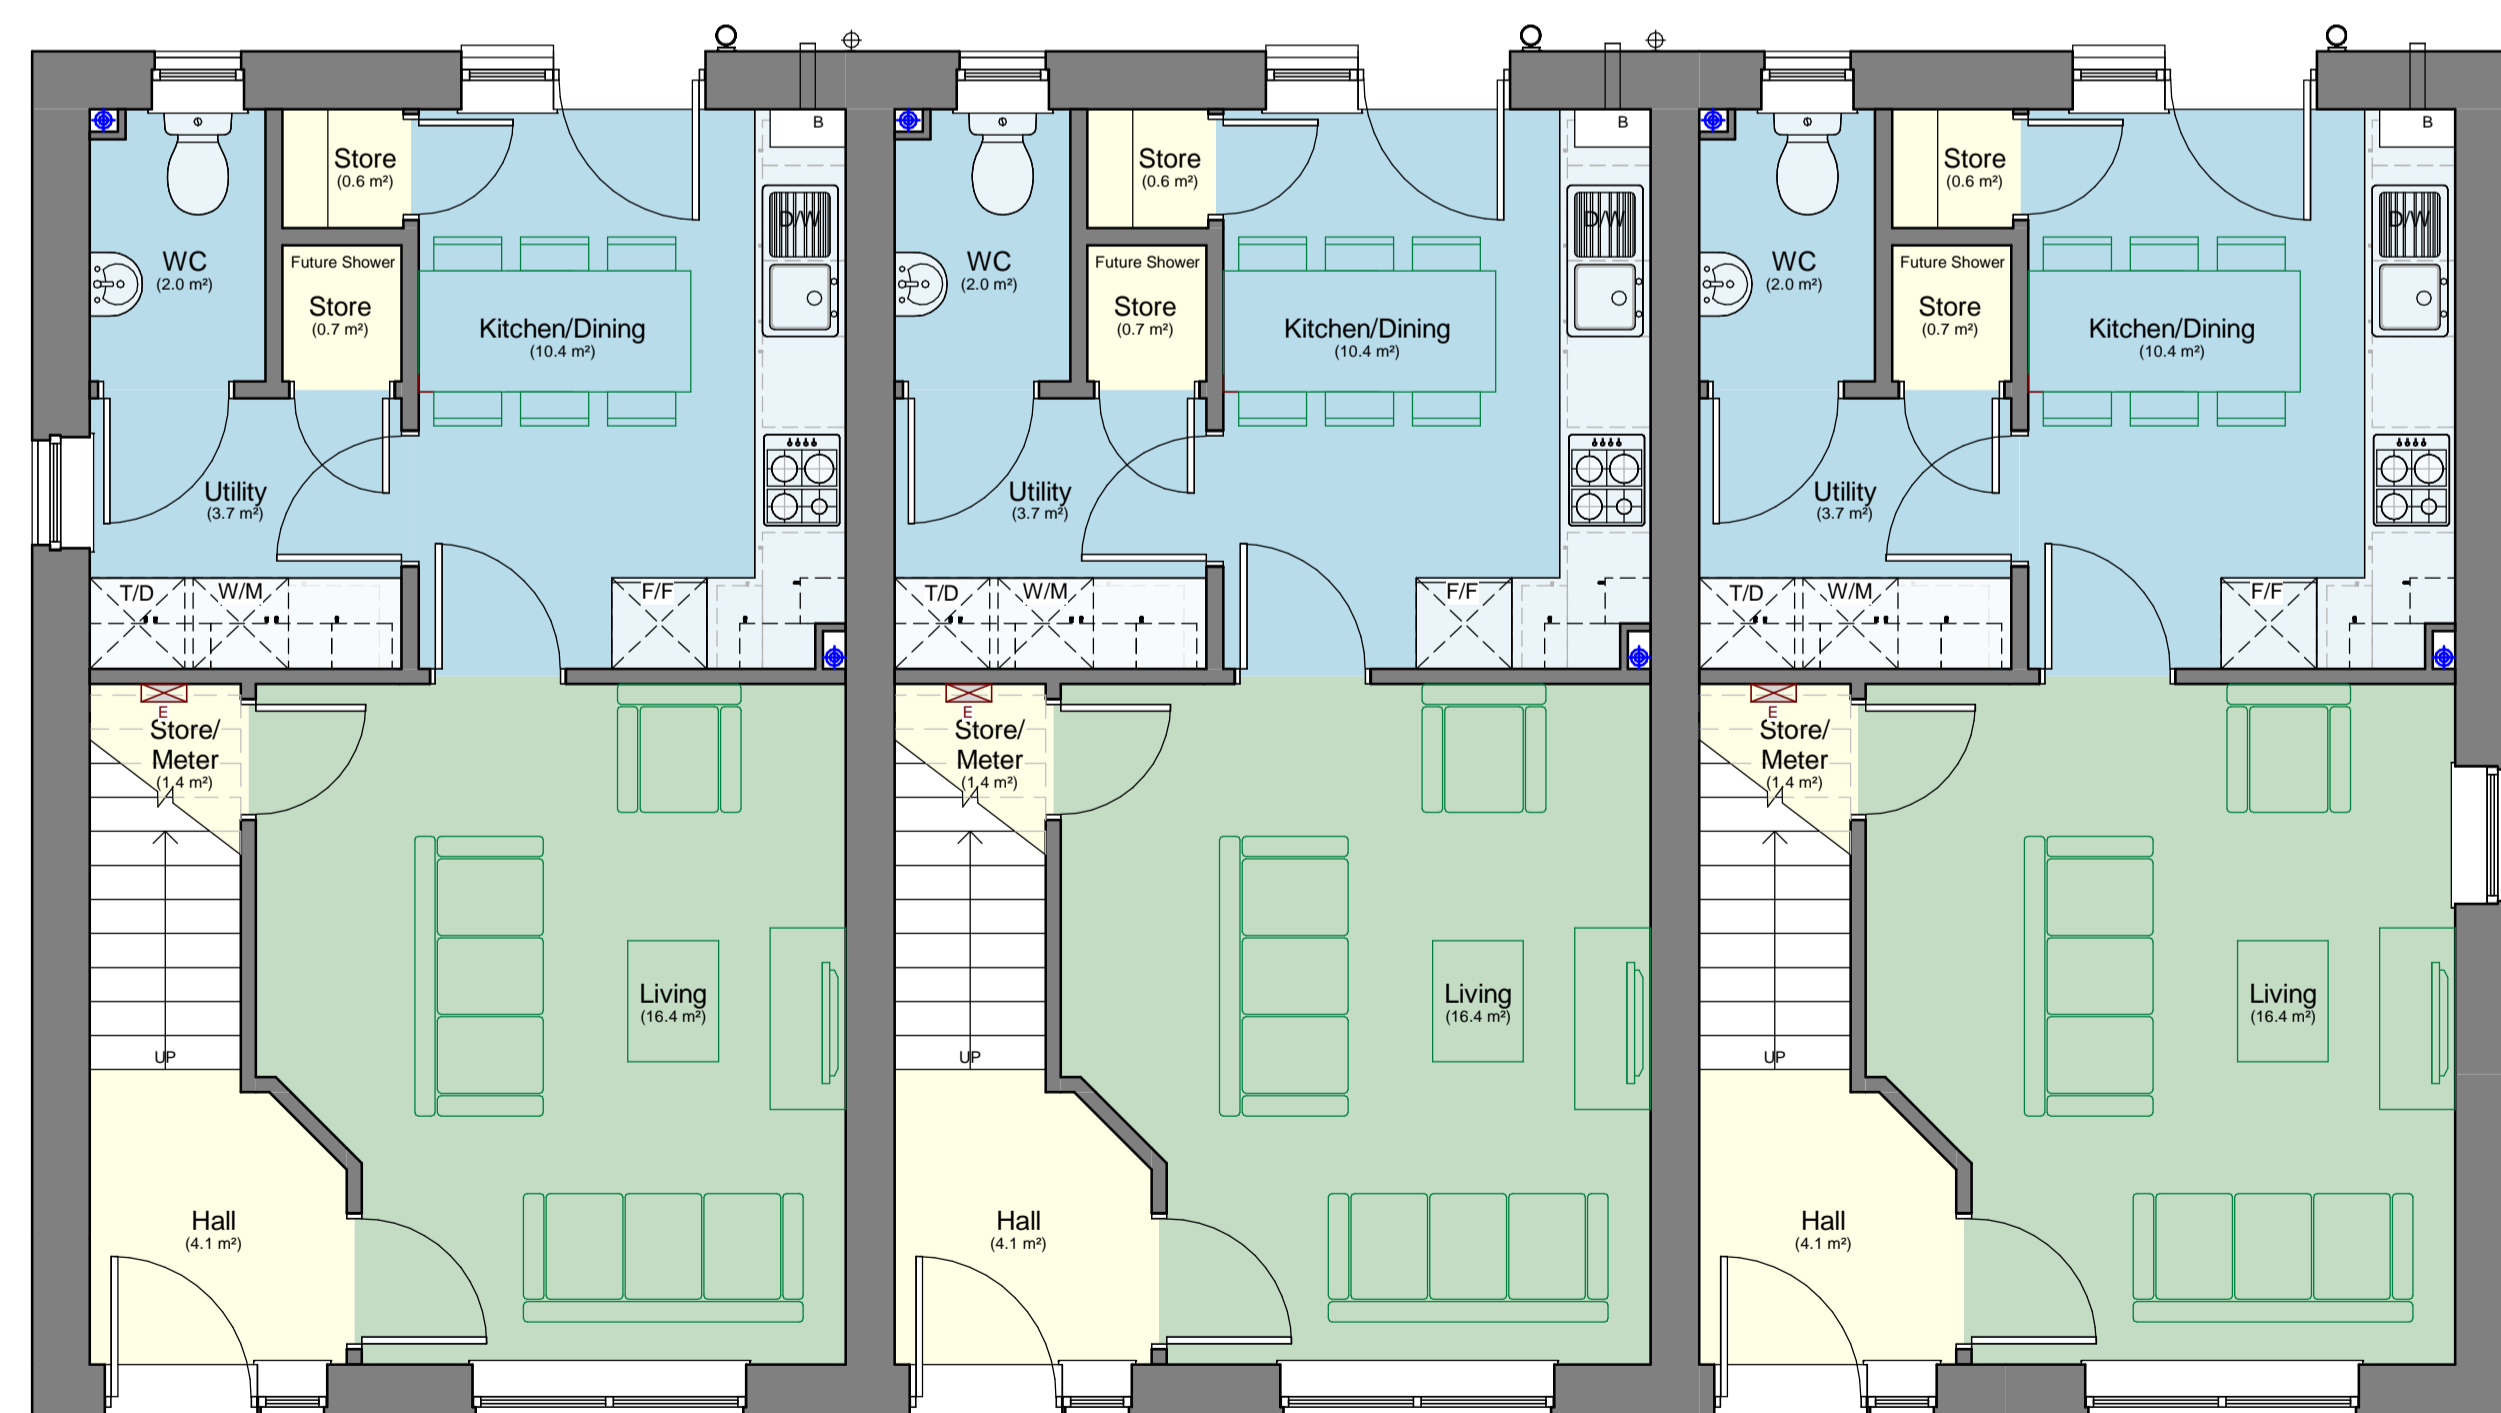 B
Store
(0.6 m²)
D/W
WC
(2.0 m²)
Future Shower
Store
(0.7 m²)
Kitchen/Dining
(10.4 m²)
Utility
(3.7 m²)
T/D
W/M
F/F
E
Store/
Meter
(1.4 m²)
Living
(16.4 m²)
UP
Hall
(4.1 m²)
B
Store
(0.6 m²)
D/W
WC
(2.0 m²)
Future Shower
Store
(0.7 m²)
Kitchen/Dining
(10.4 m²)
Utility
(3.7 m²)
T/D
W/M
F/F
E
Store/
Meter
(1.4 m²)
Living
(16.4 m²)
UP
Hall
(4.1 m²)
B
Store
(0.6 m²)
D/W
WC
(2.0 m²)
Future Shower
Store
(0.7 m²)
Kitchen/Dining
(10.4 m²)
Utility
(3.7 m²)
T/D
W/M
F/F
E
Store/
Meter
(1.4 m²)
Living
(16.4 m²)
UP
Hall
(4.1 m²)